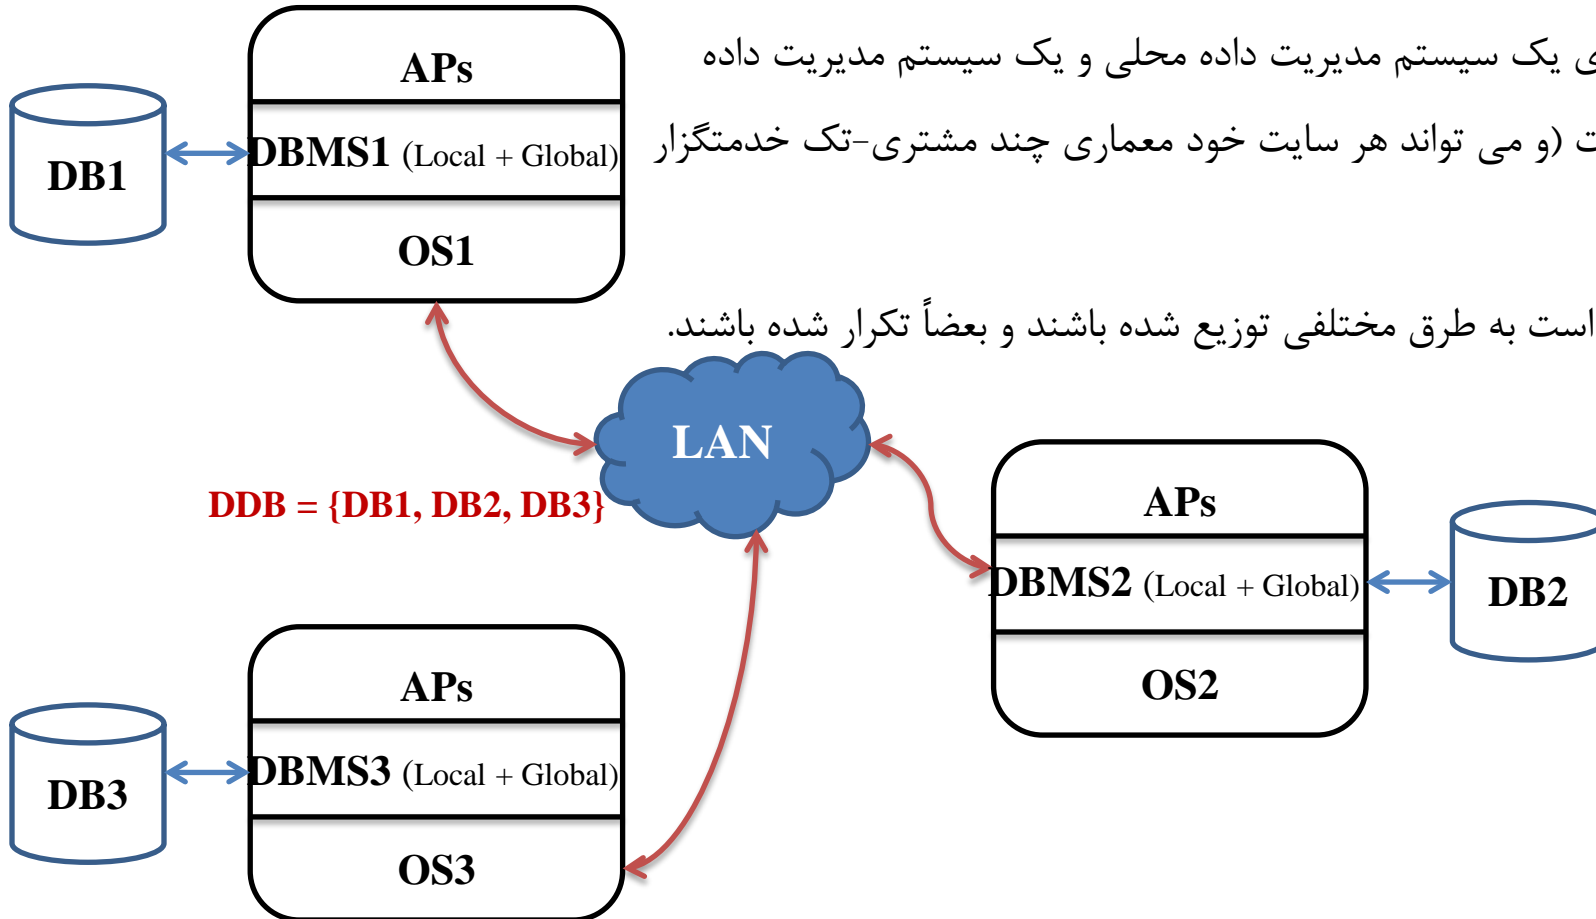 ی یک سیستم مدیریت داده محلی و یک سیستم مدیریت داده
ت (و می تواند هر سایت خود معماری چند مشتری-تک خدمتگزار
است به طرق مختلفی توزیع شده باشند و بعضاً تکرار شده باشند.
APs
DBMS1 (Local + Global)
OS1
DB1
LAN
DDB = {DB1, DB2, DB3}
APs
DBMS2 (Local + Global)
OS2
DB2
APs
DBMS3 (Local + Global)
OS3
DB3